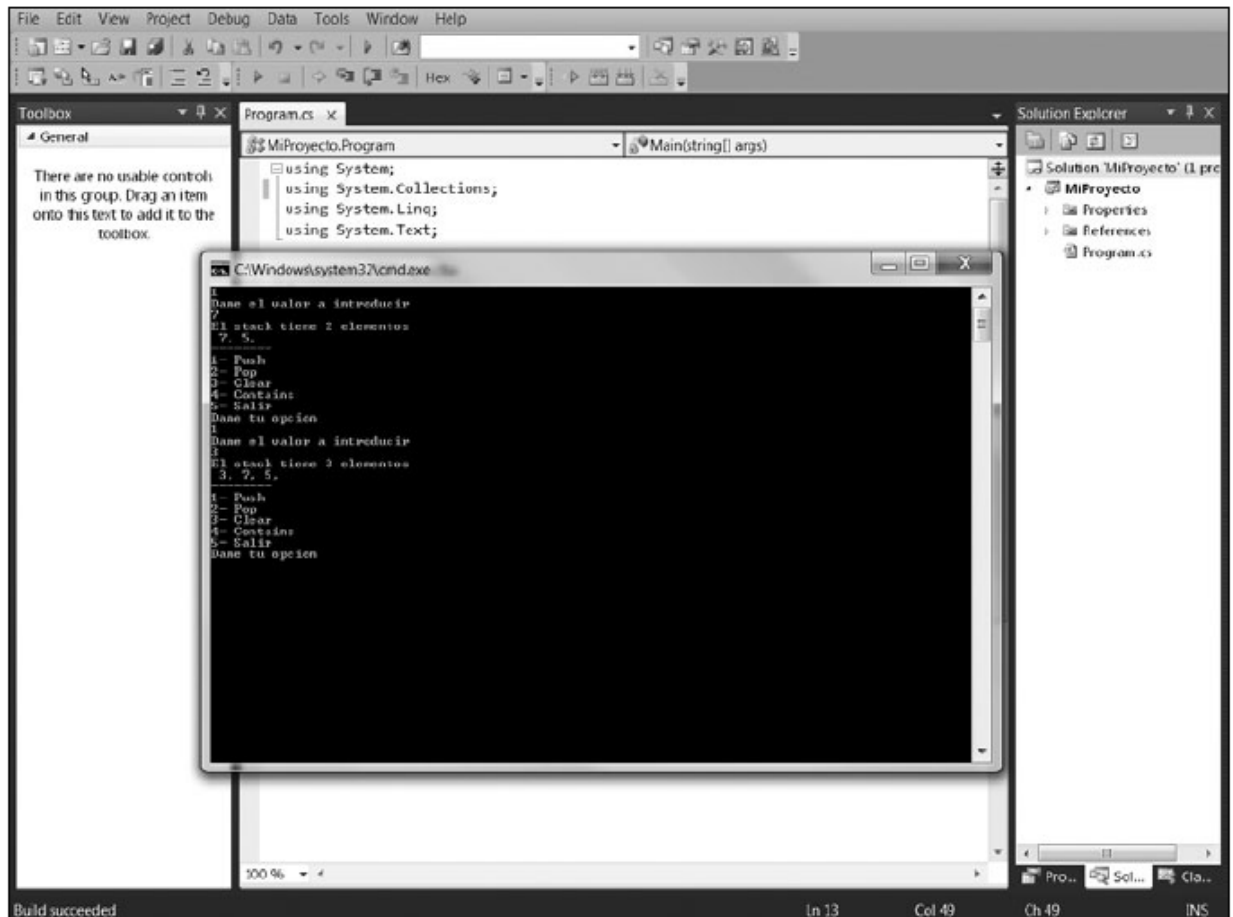 File Edit View Project Debug Data Tools Window Help
Hex
Toolbox
General
There are no usable controls
in this group. Drag an item
onto this text to add it to the
toolbox.
Program.cs
MiProyecto.Program
Main(string[] args)
using System;
using System.Collections;
using System.Linq;
using System.Text;
C:\Windows\system32\cmd.exe
1
Dame el valor a introducir
7
El stack tiene 2 elementos
7, 5,
1- Push
2- Pop
3- Clear
4- Contains
5- Salir
Dame tu opcion
1
Dame el valor a introducir
3
El stack tiene 3 elementos
3, 7, 5,
1- Push
2- Pop
3- Clear
4- Contains
5- Salir
Dame tu opcion
100 %
Solution Explorer
Solution 'MiProyecto' (1 pro
MiProyecto
Properties
References
Program.cs
Pro... Sol... Cla...
Build succeeded
Ln 13
Col 49
Ch 49
INS